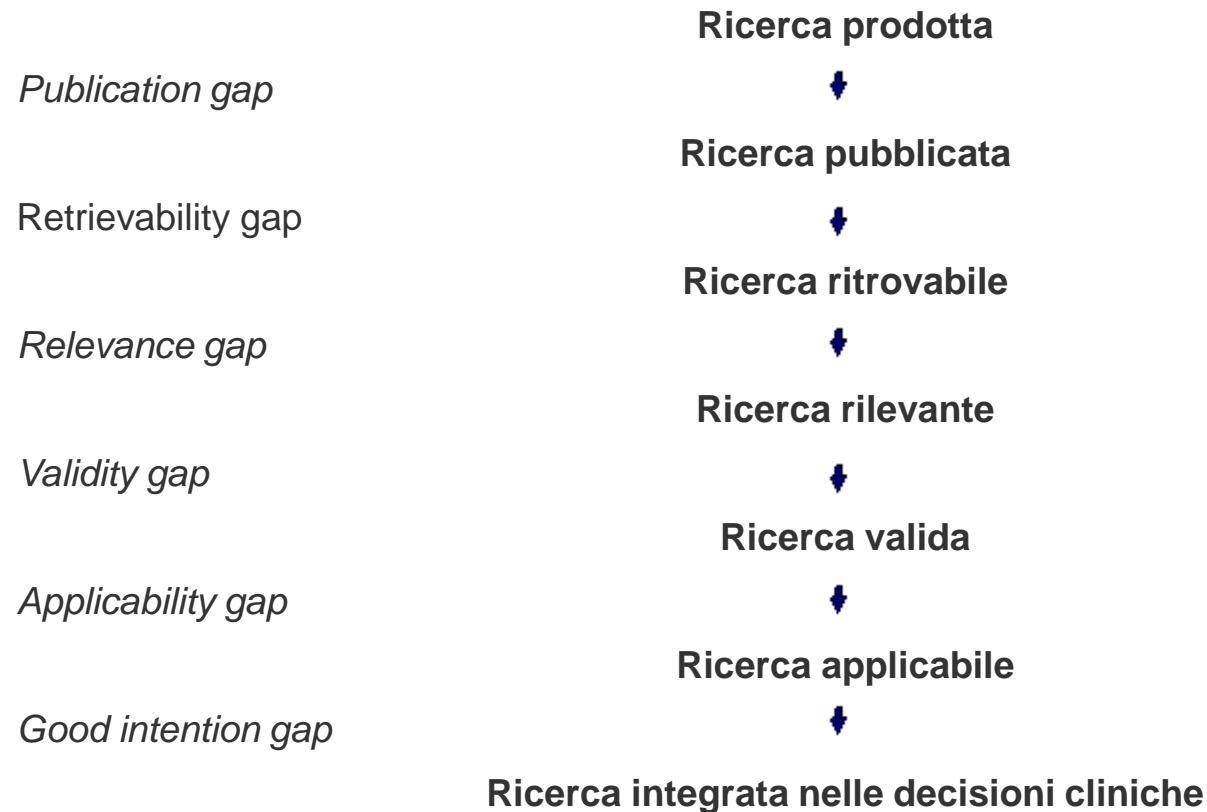 Ricerca prodotta
Publication gap
Ricerca pubblicata
Retrievability gap
Ricerca ritrovabile
Relevance gap
Ricerca rilevante
Validity gap
Ricerca valida
Applicability gap
Ricerca applicabile
Good intention gap
Ricerca integrata nelle decisioni cliniche